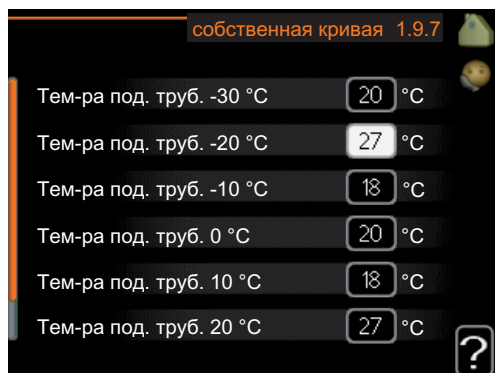 собственная кривая 1.9.7
Тем-ра под. труб. -30 °C 20 °C
Тем-ра под. труб. -20 °C 27 °C
Тем-ра под. труб. -10 °C 18 °C
Тем-ра под. труб. 0 °C 20 °C
Тем-ра под. труб. 10 °C 18 °C
Тем-ра под. труб. 20 °C 27 °C
?